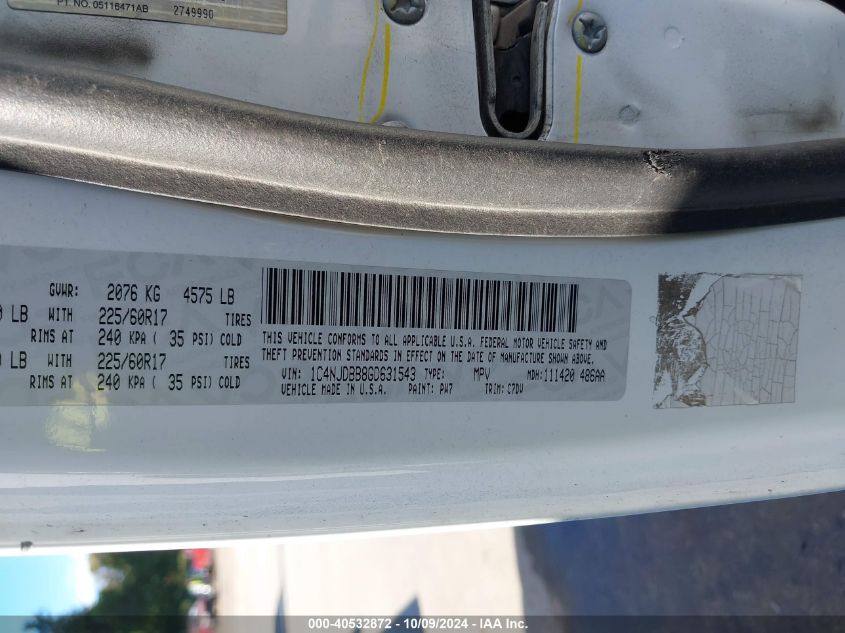 PT. NO. 05116471AB 2749990
GVWR: 2076 KG 4575 LB
LB WITH 225/60R17 TIRES
RIMS AT 240 KPA ( 35 PSI) COLD
LB WITH 225/60R17 TIRES
RIMS AT 240 KPA ( 35 PSI) COLD
THIS VEHICLE CONFORMS TO ALL APPLICABLE U.S.A. FEDERAL MOTOR VEHICLE SAFETY AND
THEFT PREVENTION STANDARDS IN EFFECT ON THE DATE OF MANUFACTURE SHOWN ABOVE.
VIN: 1C4NJDBB8GD631543 TYPE: MPV MDH: 111420 486AA
VEHICLE MADE IN U.S.A. PAINT: PW7 TRIM: C7DV
000-40532872 - 10/09/2024 - IAA Inc.